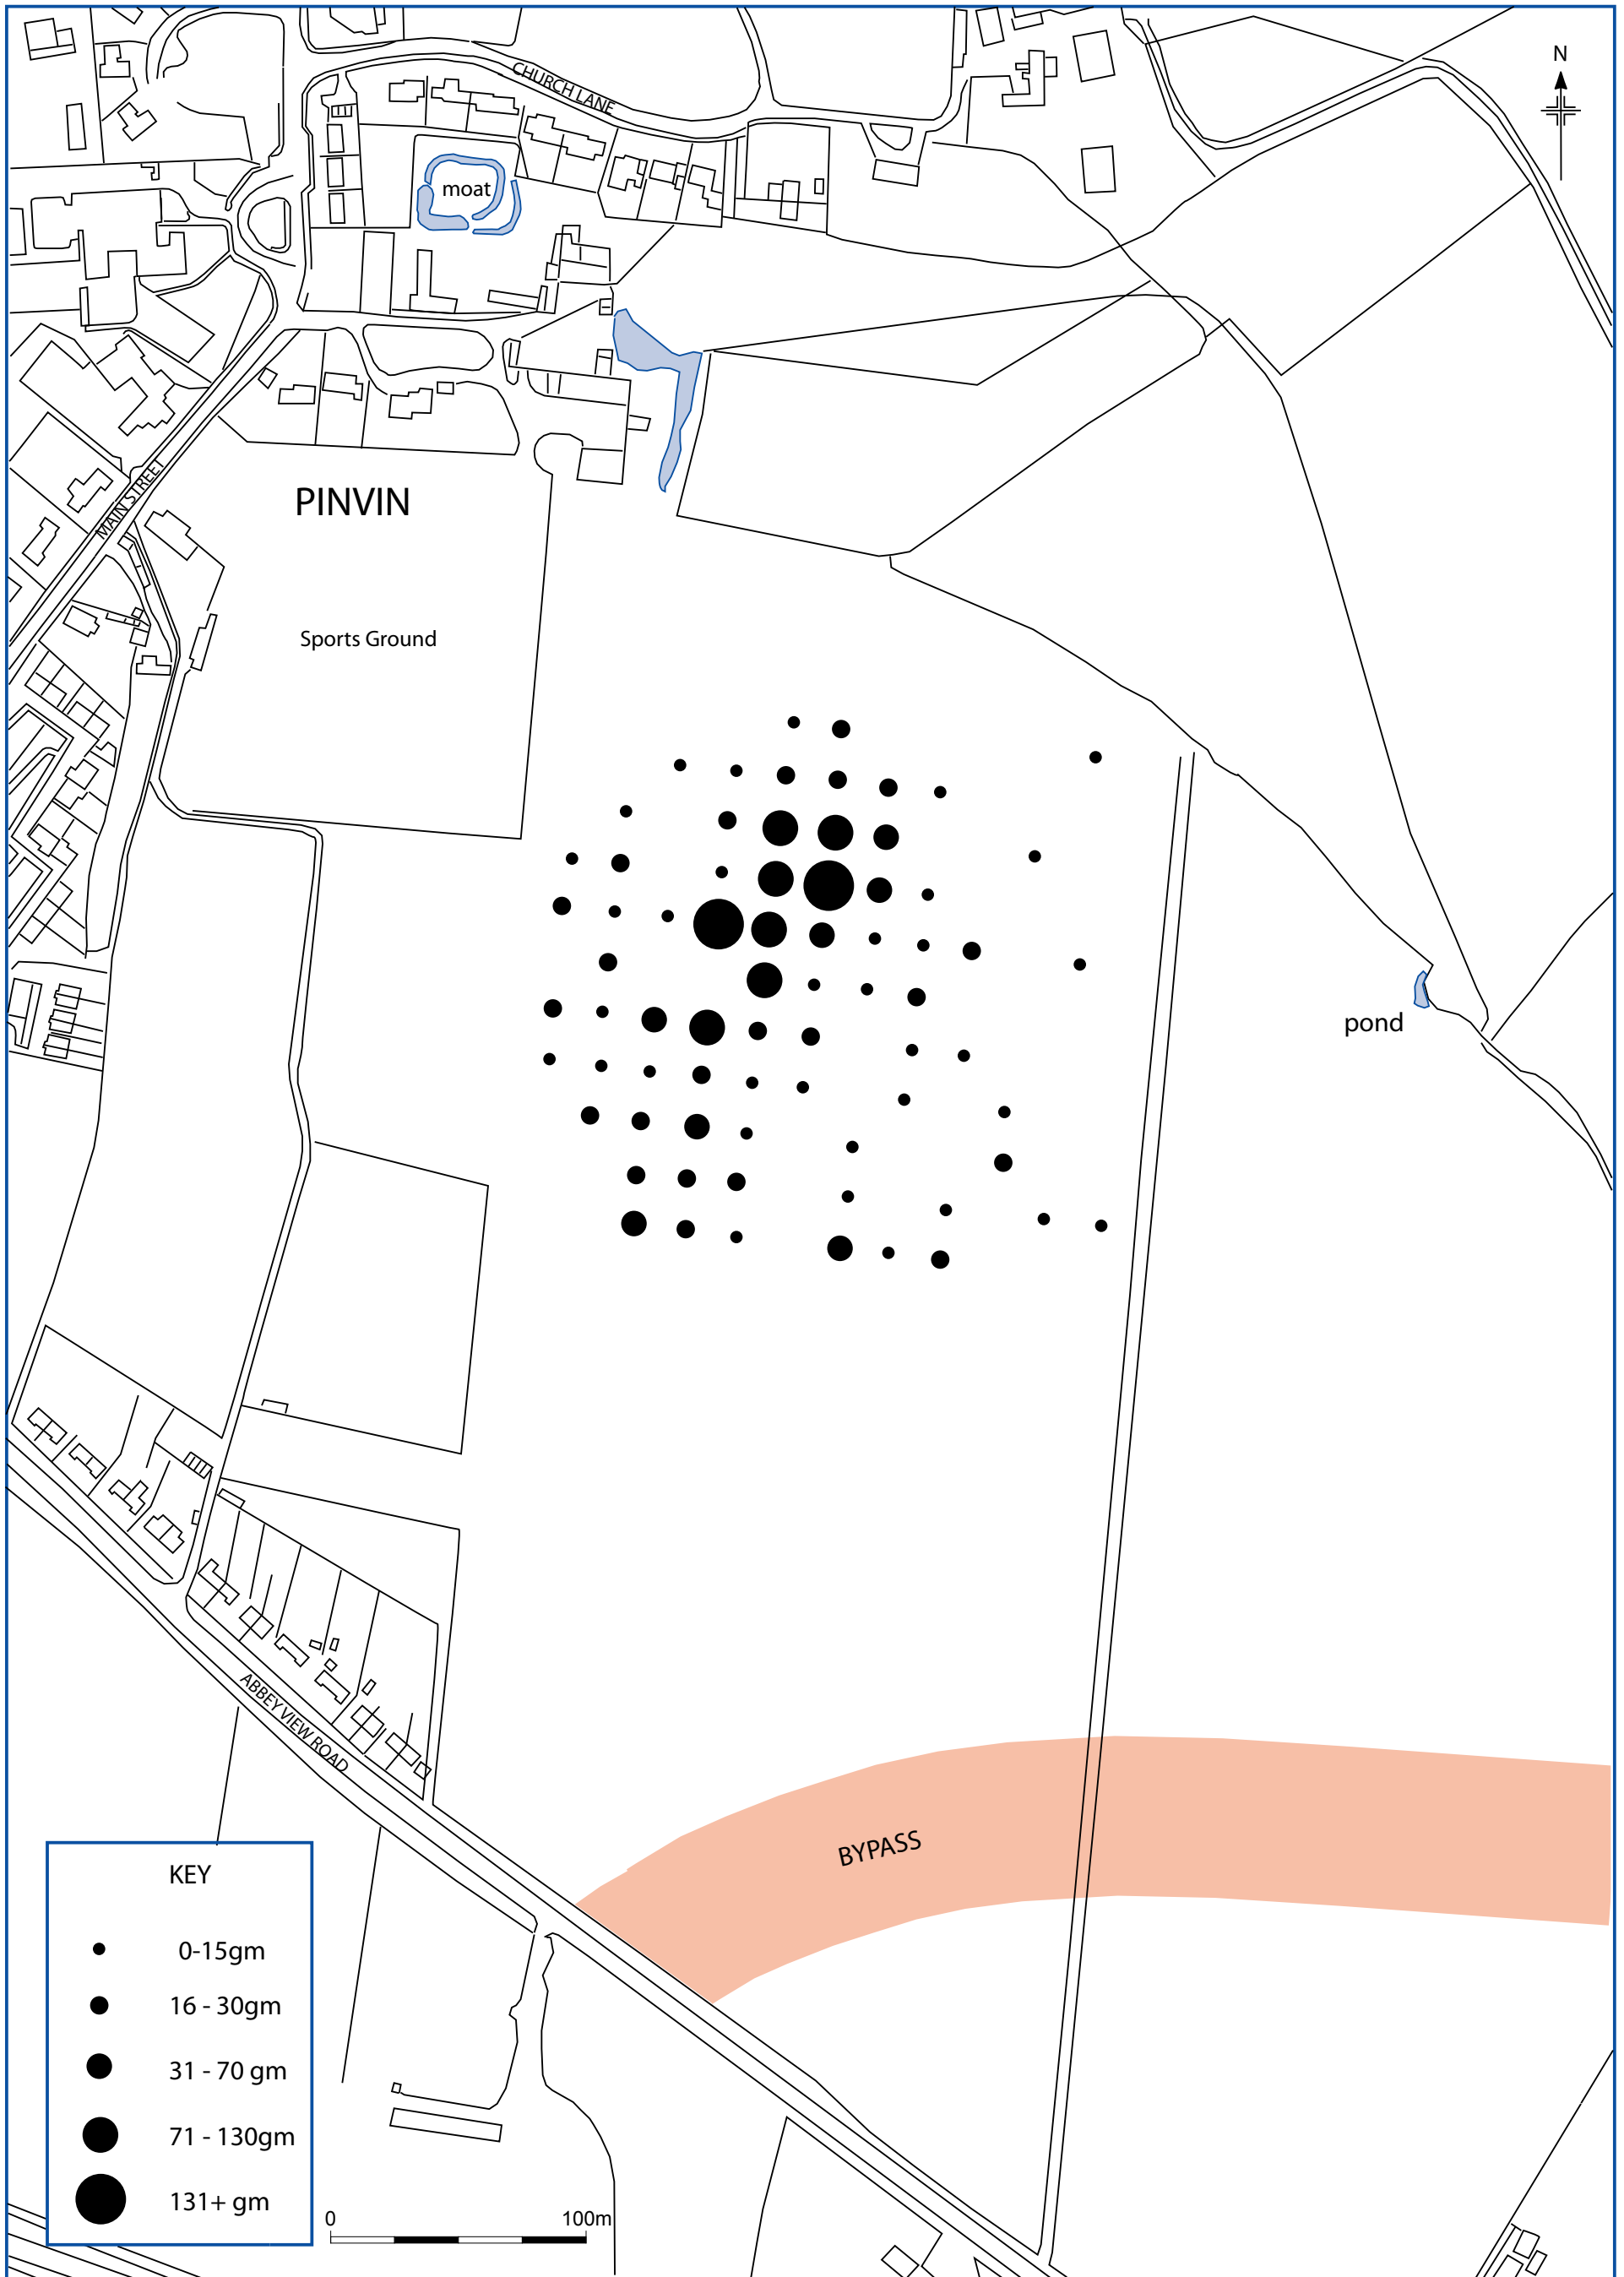 N
CHURCH LANE
moat
MAIN STREET
PINVIN
Sports Ground
pond
ABBEY VIEW ROAD
BYPASS
KEY
0-15gm
16 - 30gm
31 - 70 gm
71 - 130gm
131+ gm
0 100m